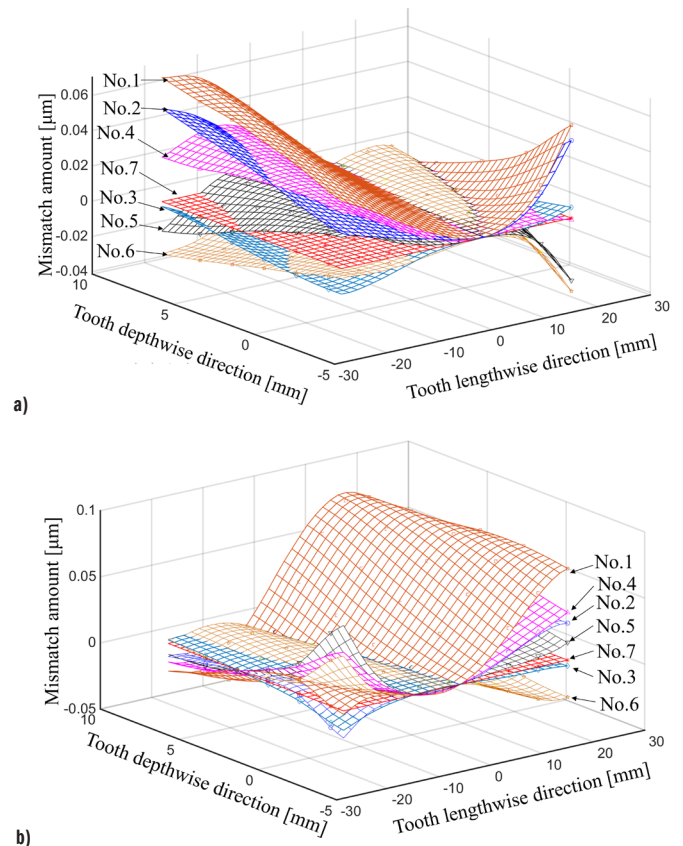 No.1
No.2
No.4
No.7
No.3
No.5
No.6
Mismatch amount [μm]
0.06
0.04
0.02
0
-0.02
-0.04
10
5
0
-5
Tooth depthwise direction [mm]
-30
-20
-10
0
10
20
30
Tooth lengthwise direction [mm]
a)
Mismatch amount [μm]
0.1
0.05
0
-0.05
No.1
No.4
No.2
No.5
No.7
No.3
No.6
10
5
0
-5
Tooth depthwise direction [mm]
-30
-20
-10
0
10
20
30
Tooth lengthwise direction [mm]
b)